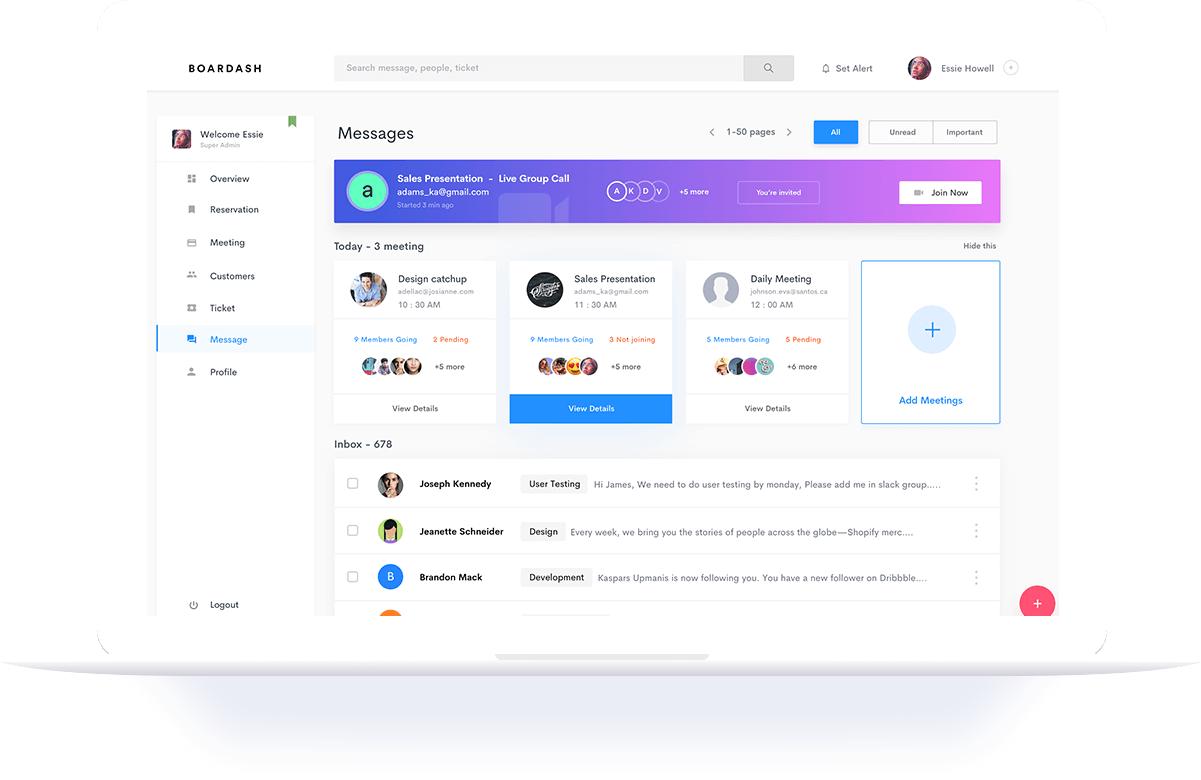 BOARDASH
Search message, people, ticket
Set Alert
Essie Howell
Welcome Essie
Super Admin
Overview
Reservation
Meeting
Customers
Ticket
Message
Profile
Logout
Messages
1-50 pages
All
Unread
Important
a
Sales Presentation - Live Group Call
adams_ka@gmail.com
Started 3 min ago
A K D V
+5 more
You're invited
Join Now
Today - 3 meeting
Hide this
Design catchup
adellac@josianne.com
10 : 30 AM
9 Members Going
2 Pending
+5 more
View Details
Sales Presentation
adams_ka@gmail.com
11 : 30 AM
9 Members Going
3 Not joining
+5 more
View Details
Daily Meeting
johnson.eva@santos.ca
12 : 00 AM
5 Members Going
5 Pending
+6 more
View Details
Add Meetings
Inbox - 678
Joseph Kennedy
User Testing
Hi James, We need to do user testing by monday, Please add me in slack group.....
Jeanette Schneider
Design
Every week, we bring you the stories of people across the globe—Shopify merc....
B
Brandon Mack
Development
Kaspars Upmanis is now following you. You have a new follower on Dribbble....